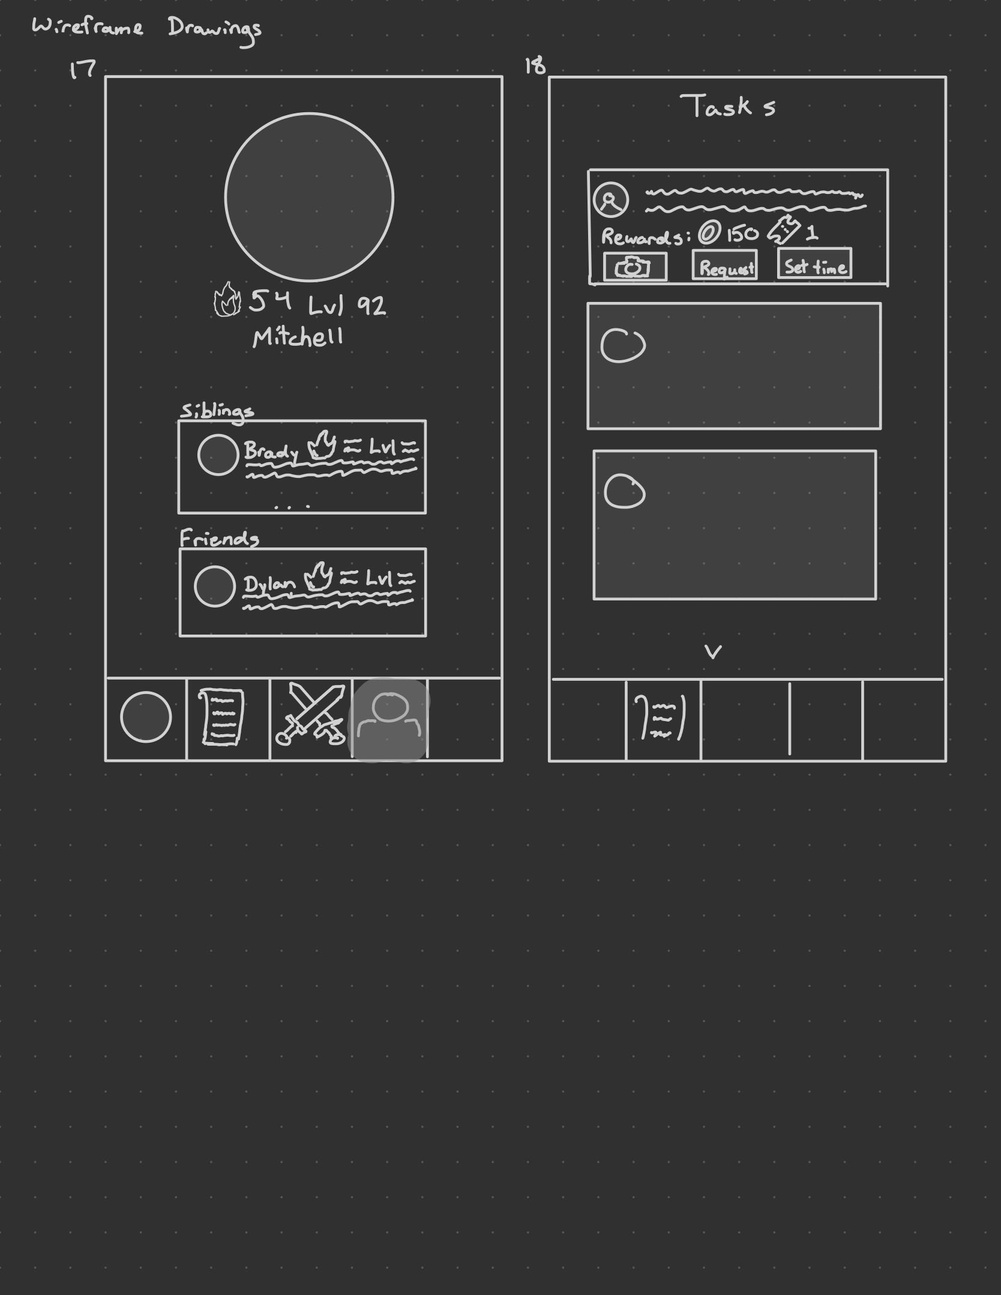 Wireframe Drawings
17
54 Lvl 92
Mitchell
Siblings
Brady Lvl
...
Friends
Dylan Lvl
18
Tasks
Rewards: 150 1
Request
Set time